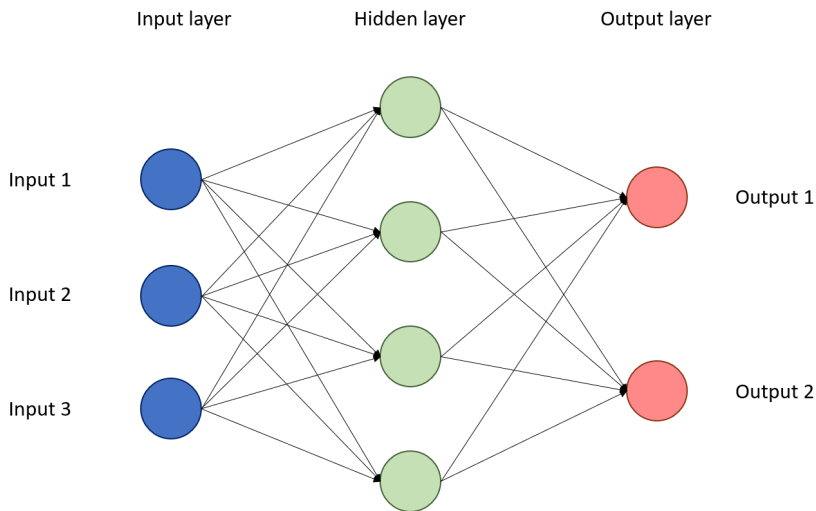 Input layer
Hidden layer
Output layer
Input 1
Output 1
Input 2
Output 2
Input 3